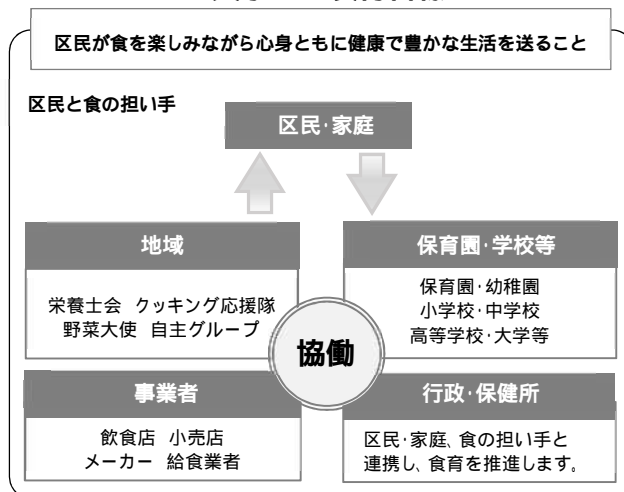 区民が食を楽しみながら心身ともに健康で豊かな生活を送ること
区民と食の担い手
区民・家庭
地域
栄養士会 クッキング応援隊
野菜大使 自主グループ
保育園・学校等
保育園・幼稚園
小学校・中学校
高等学校・大学等
協働
事業者
飲食店 小売店
メーカー 給食業者
行政・保健所
区民・家庭、食の担い手と
連携し、食育を推進します。